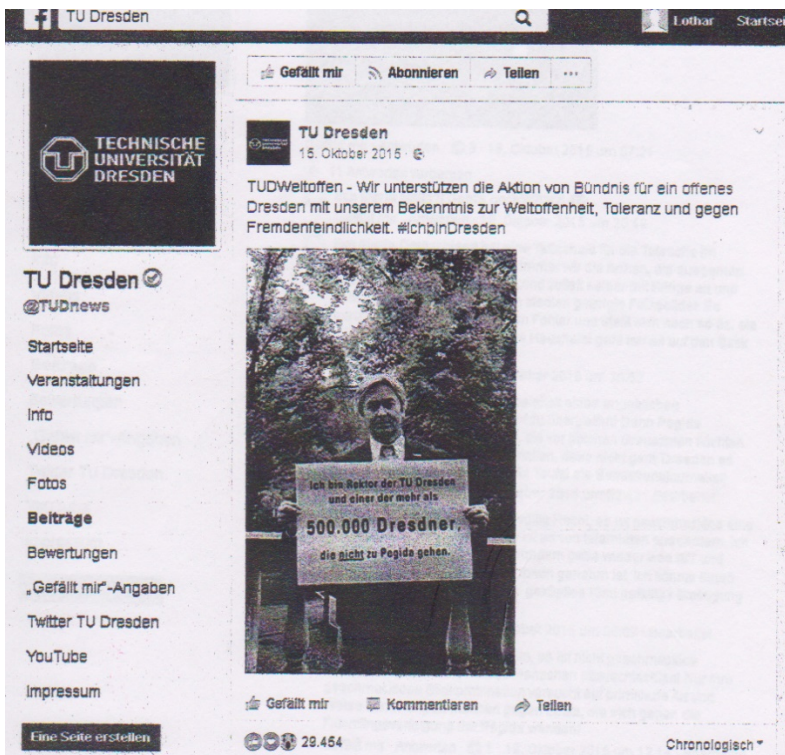 TU Dresden
Lothar Startsei
TECHNISCHE
UNIVERSITÄT
DRESDEN
TU Dresden
@TUDnews
Startseite
Veranstaltungen
Info
Videos
Fotos
Beiträge
Bewertungen
„Gefällt mir"-Angaben
Twitter TU Dresden
YouTube
Impressum
Eine Seite erstellen
Gefällt mir Abonnieren Teilen ...
TU Dresden
15. Oktober 2015
TUDWeltoffen - Wir unterstützen die Aktion von Bündnis für ein offenes
Dresden mit unserem Bekenntnis zur Weltoffenheit, Toleranz und gegen
Fremdenfeindlichkeit. #IchbinDresden
Ich bin Rektor der TU Dresden
und einer der mehr als
500.000 Dresdner,
die nicht zu Pegida gehen.
Gefällt mir Kommentieren Teilen
29.454
Chronologisch